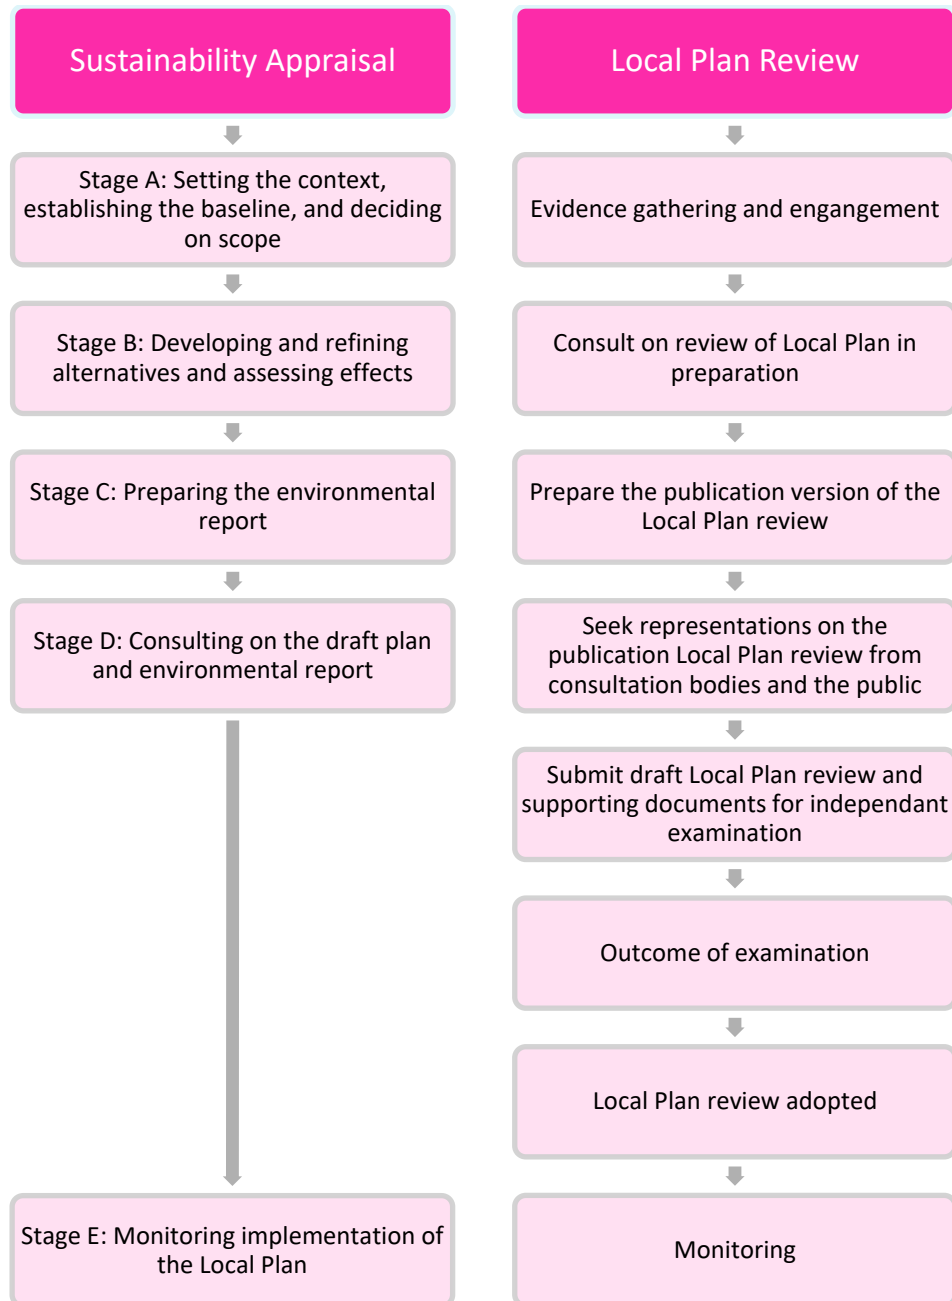 Sustainability Appraisal
Stage A: Setting the context,
establishing the baseline, and deciding
on scope
Stage B: Developing and refining
alternatives and assessing effects
Stage C: Preparing the environmental
report
Stage D: Consulting on the draft plan
and environmental report
Stage E: Monitoring implementation of
the Local Plan
Local Plan Review
Evidence gathering and engangement
Consult on review of Local Plan in
preparation
Prepare the publication version of the
Local Plan review
Seek representations on the
publication Local Plan review from
consultation bodies and the public
Submit draft Local Plan review and
supporting documents for independant
examination
Outcome of examination
Local Plan review adopted
Monitoring